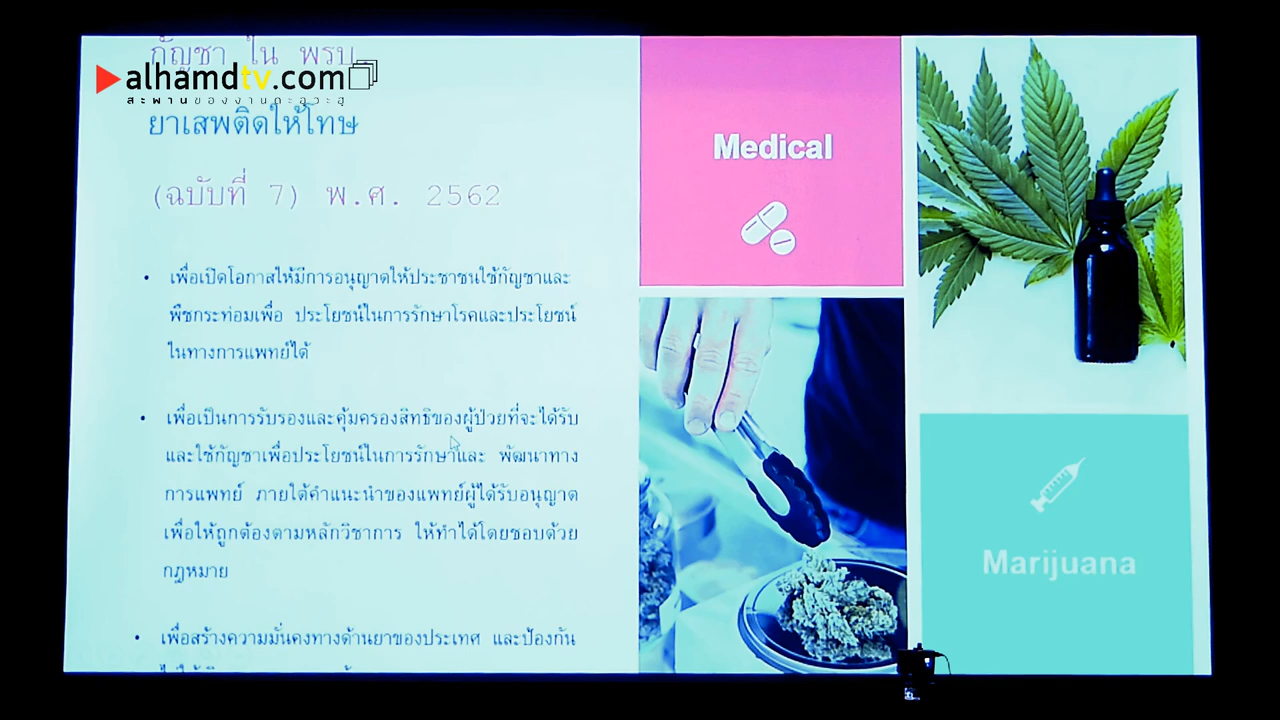 กัญชา ใน พรบ.
alhamdtv.com
สะพานของงานดะอฺวะฮฺ
ยาเสพติดให้โทษ
(ฉบับที่ 7) พ.ศ. 2562
• เพื่อเปิดโอกาสให้มีการอนุญาตให้ประชาชนใช้กัญชาและ
พืชกระท่อมเพื่อ ประโยชน์ในการรักษาโรคและประโยชน์
ในทางการแพทย์ได้
• เพื่อเป็นการรับรองและคุ้มครองสิทธิของผู้ป่วยที่จะได้รับ
และใช้กัญชาเพื่อประโยชน์ในการรักษาและ พัฒนาทาง
การแพทย์ ภายใต้คำแนะนำของแพทย์ผู้ได้รับอนุญาต
เพื่อให้ถูกต้องตามหลักวิชาการ ให้ทำได้โดยชอบด้วย
กฎหมาย
• เพื่อสร้างความมั่นคงทางด้านยาของประเทศ และป้องกัน
Medical
Marijuana